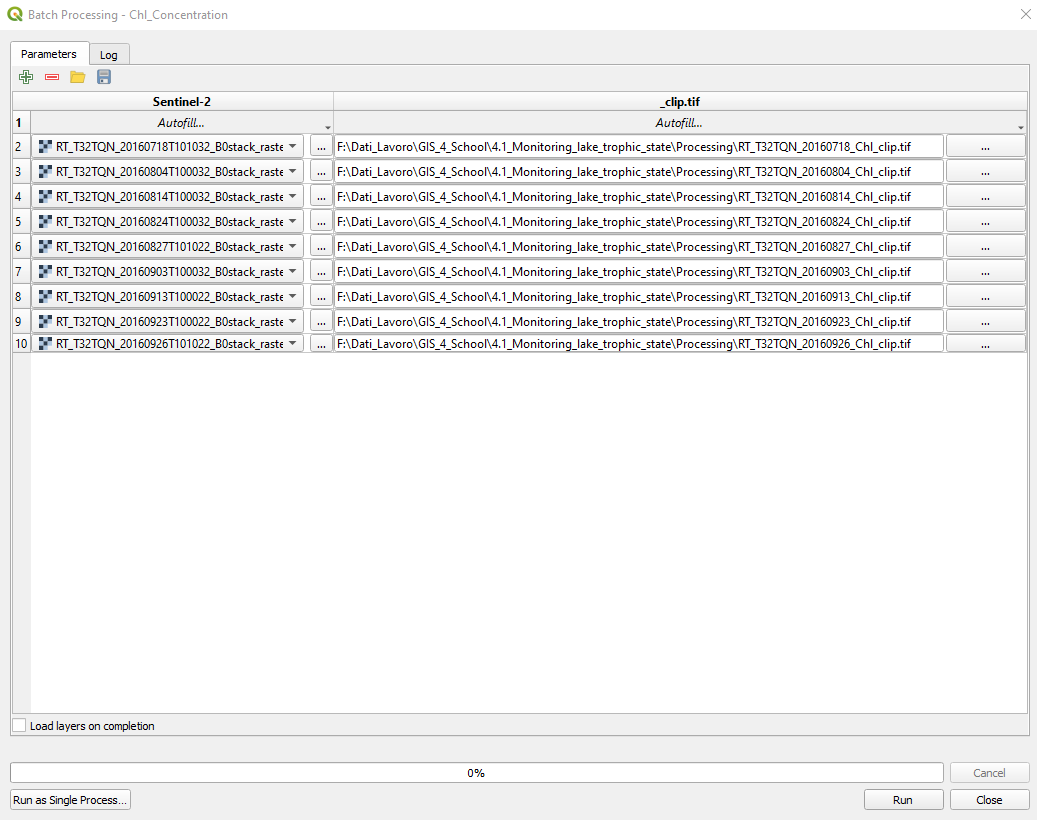 Batch Processing - Chl_Concentration
Parameters Log
Sentinel-2 _clip.tif
1 Autofill... Autofill...
2 RT_T32TQN_20160718T101032_B0stack_raste ... F:\Dati_Lavoro\GIS_4_School\4.1_Monitoring_lake_trophic_state\Processing\RT_T32TQN_20160718_Chl_clip.tif ...
3 RT_T32TQN_20160804T100032_B0stack_raste ... F:\Dati_Lavoro\GIS_4_School\4.1_Monitoring_lake_trophic_state\Processing\RT_T32TQN_20160804_Chl_clip.tif ...
4 RT_T32TQN_20160814T100032_B0stack_raste ... F:\Dati_Lavoro\GIS_4_School\4.1_Monitoring_lake_trophic_state\Processing\RT_T32TQN_20160814_Chl_clip.tif ...
5 RT_T32TQN_20160824T100032_B0stack_raste ... F:\Dati_Lavoro\GIS_4_School\4.1_Monitoring_lake_trophic_state\Processing\RT_T32TQN_20160824_Chl_clip.tif ...
6 RT_T32TQN_20160827T101022_B0stack_raste ... F:\Dati_Lavoro\GIS_4_School\4.1_Monitoring_lake_trophic_state\Processing\RT_T32TQN_20160827_Chl_clip.tif ...
7 RT_T32TQN_20160903T100032_B0stack_raste ... F:\Dati_Lavoro\GIS_4_School\4.1_Monitoring_lake_trophic_state\Processing\RT_T32TQN_20160903_Chl_clip.tif ...
8 RT_T32TQN_20160913T100022_B0stack_raste ... F:\Dati_Lavoro\GIS_4_School\4.1_Monitoring_lake_trophic_state\Processing\RT_T32TQN_20160913_Chl_clip.tif ...
9 RT_T32TQN_20160923T100022_B0stack_raste ... F:\Dati_Lavoro\GIS_4_School\4.1_Monitoring_lake_trophic_state\Processing\RT_T32TQN_20160923_Chl_clip.tif ...
10 RT_T32TQN_20160926T101022_B0stack_raste ... F:\Dati_Lavoro\GIS_4_School\4.1_Monitoring_lake_trophic_state\Processing\RT_T32TQN_20160926_Chl_clip.tif ...
Load layers on completion
0% Cancel
Run as Single Process... Run Close